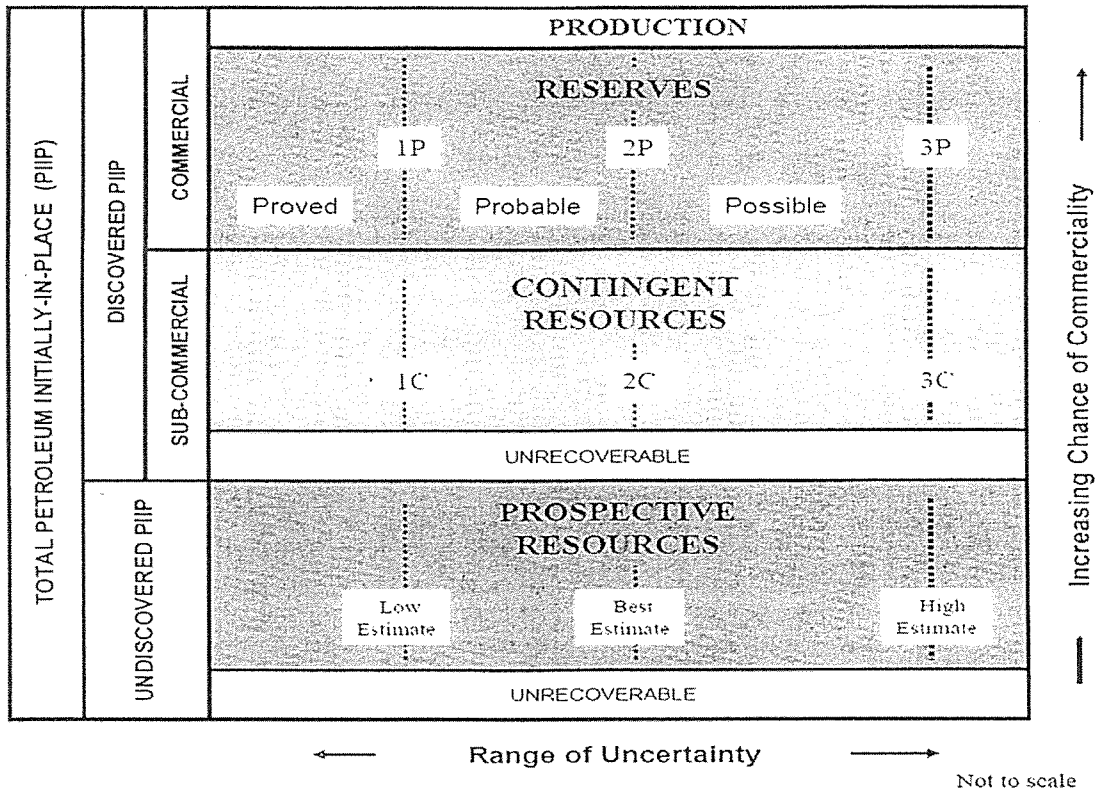 TOTAL PETROLEUM INITIALLY-IN-PLACE (PIIP)
DISCOVERED PIIP
UNDISCOVERED PIIP
COMMERCIAL
SUB-COMMERCIAL
PRODUCTION
RESERVES
1P
2P
3P
Proved
Probable
Possible
CONTINGENT
RESOURCES
1C
2C
3C
UNRECOVERABLE
PROSPECTIVE
RESOURCES
Low
Estimate
Best
Estimate
High
Estimate
UNRECOVERABLE
Increasing Chance of Commerciality
Range of Uncertainty
Not to scale